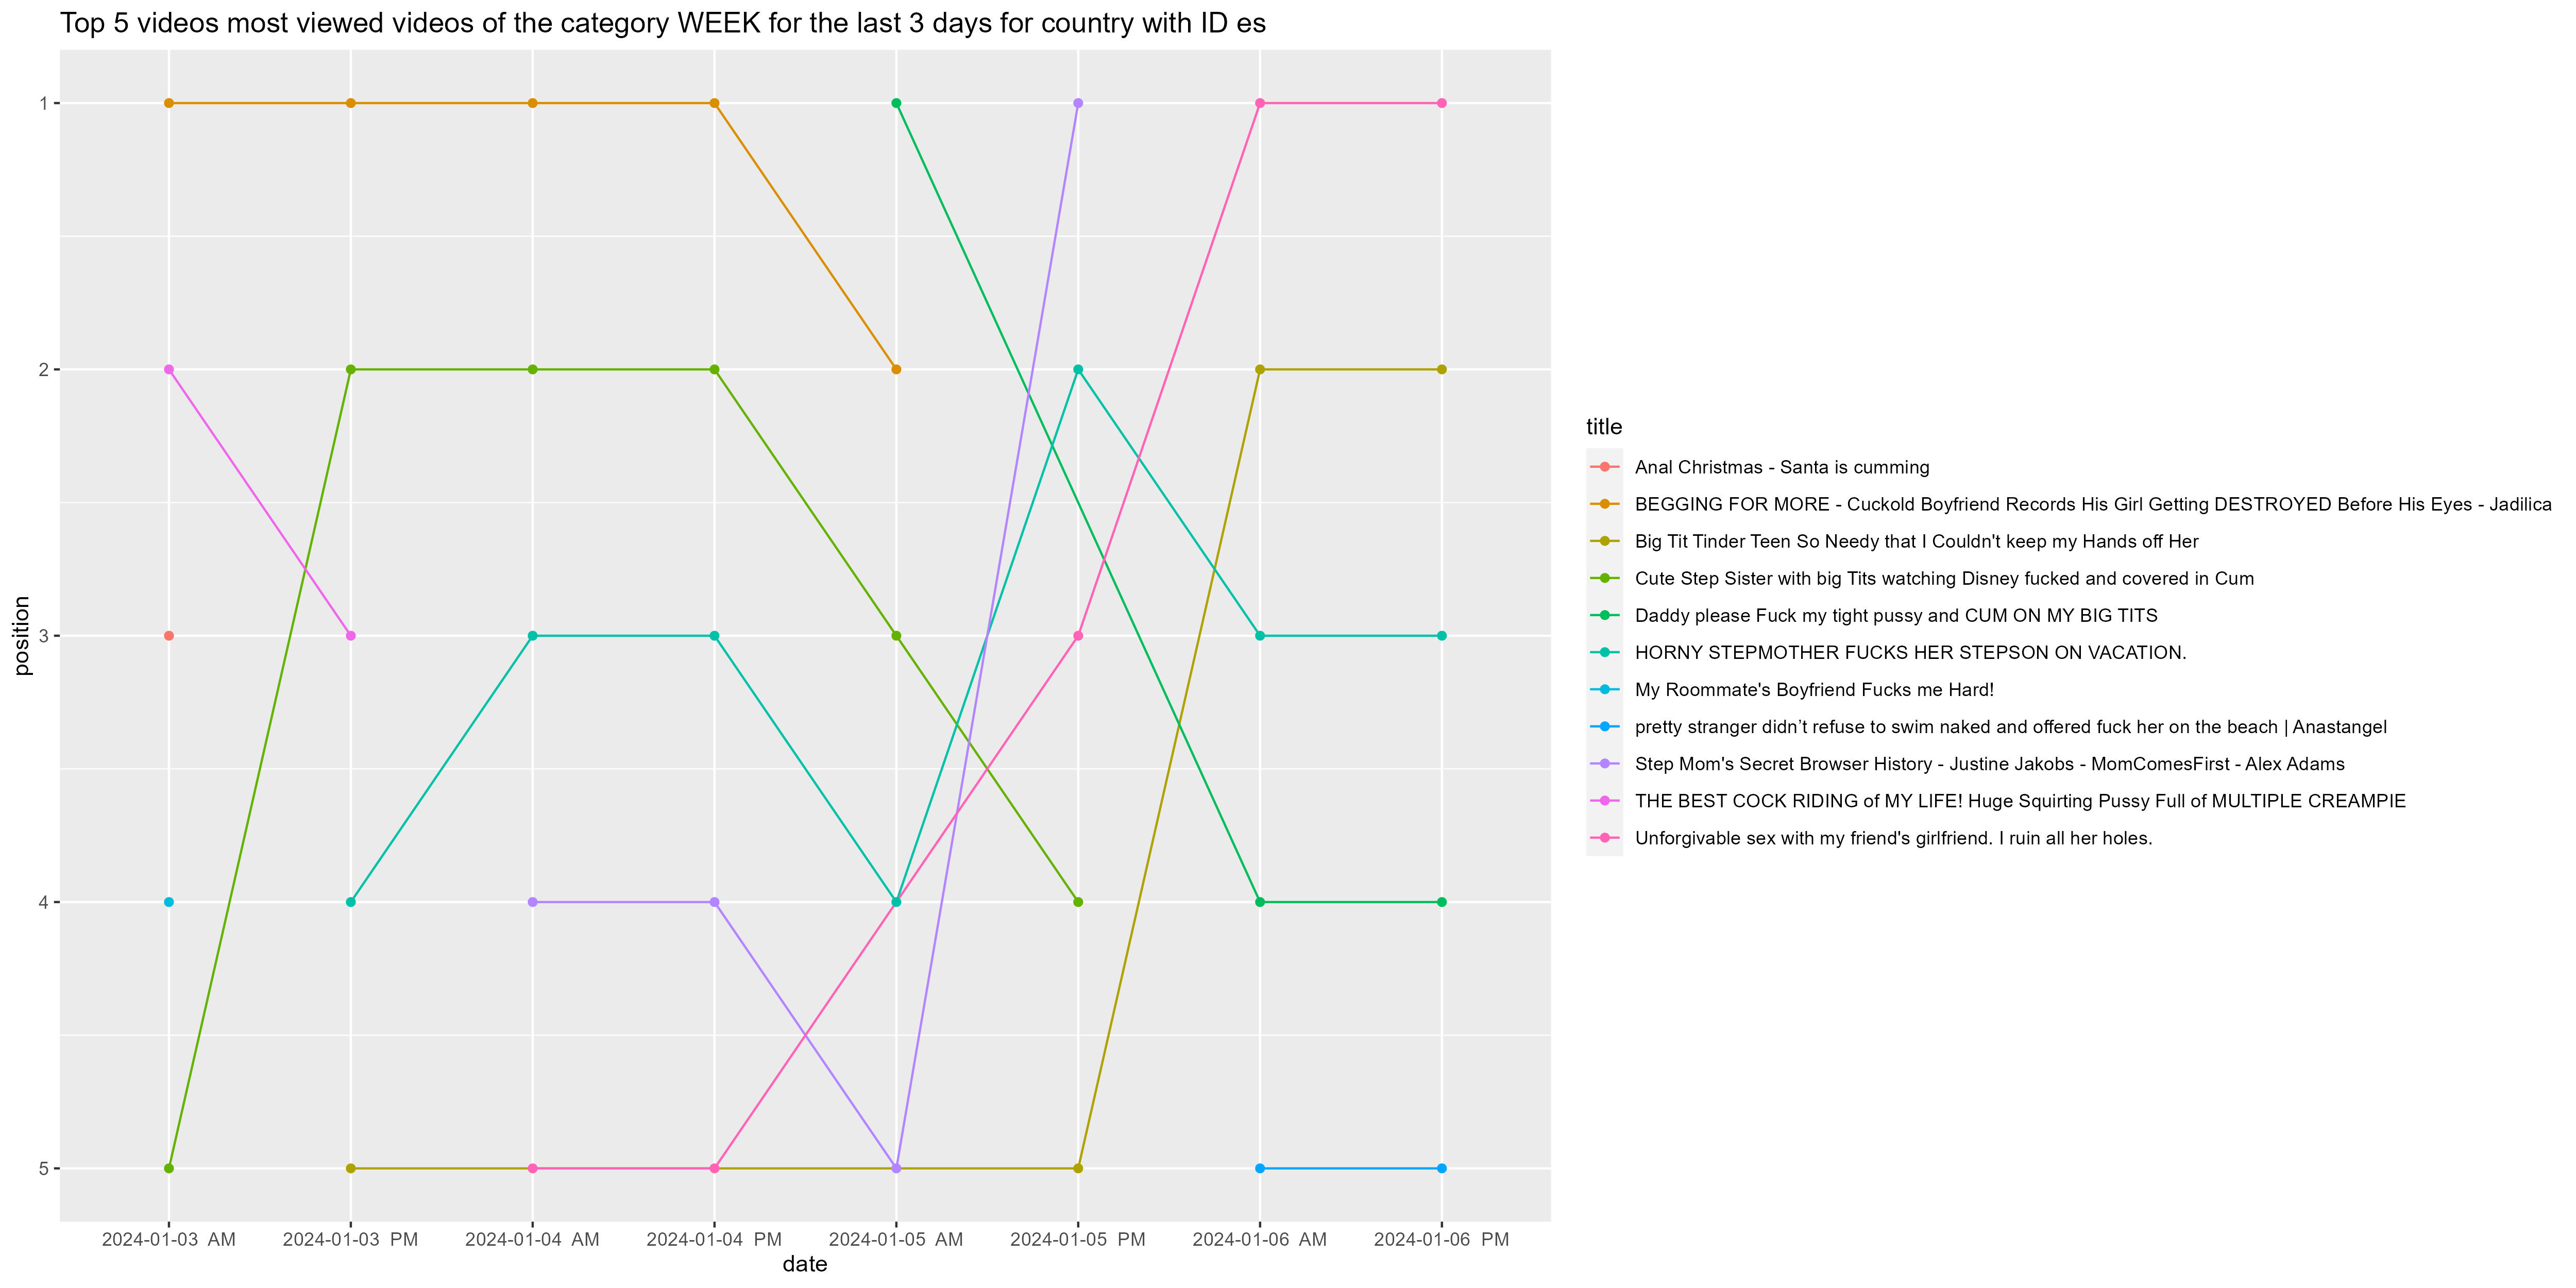 Top 5 videos most viewed videos of the category WEEK for the last 3 days for country with ID es
position
1
2
3
4
5
2024-01-03 AM
2024-01-03 PM
2024-01-04 AM
2024-01-04 PM
2024-01-05 AM
2024-01-05 PM
2024-01-06 AM
2024-01-06 PM
date
title
Anal Christmas - Santa is cumming
BEGGING FOR MORE - Cuckold Boyfriend Records His Girl Getting DESTROYED Before His Eyes - Jadilica
Big Tit Tinder Teen So Needy that I Couldn't keep my Hands off Her
Cute Step Sister with big Tits watching Disney fucked and covered in Cum
Daddy please Fuck my tight pussy and CUM ON MY BIG TITS
HORNY STEPMOTHER FUCKS HER STEPSON ON VACATION.
My Roommate's Boyfriend Fucks me Hard!
pretty stranger didn’t refuse to swim naked and offered fuck her on the beach | Anastangel
Step Mom's Secret Browser History - Justine Jakobs - MomComesFirst - Alex Adams
THE BEST COCK RIDING of MY LIFE! Huge Squirting Pussy Full of MULTIPLE CREAMPIE
Unforgivable sex with my friend's girlfriend. I ruin all her holes.